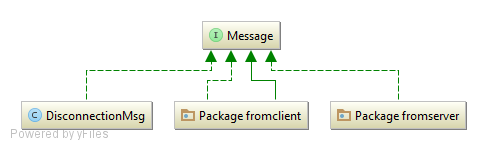 I Message
C DisconnectionMsg
Package fromclient
Package fromserver
Powered by yFiles